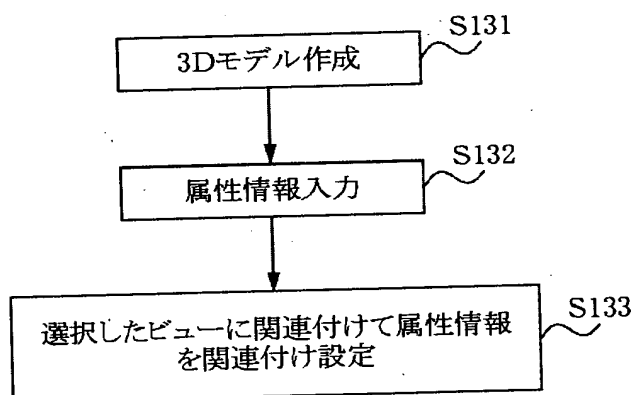 S131
3Dモデル作成
S132
属性情報入力
S133
選択したビューに関連付けて属性情報
を関連付け設定